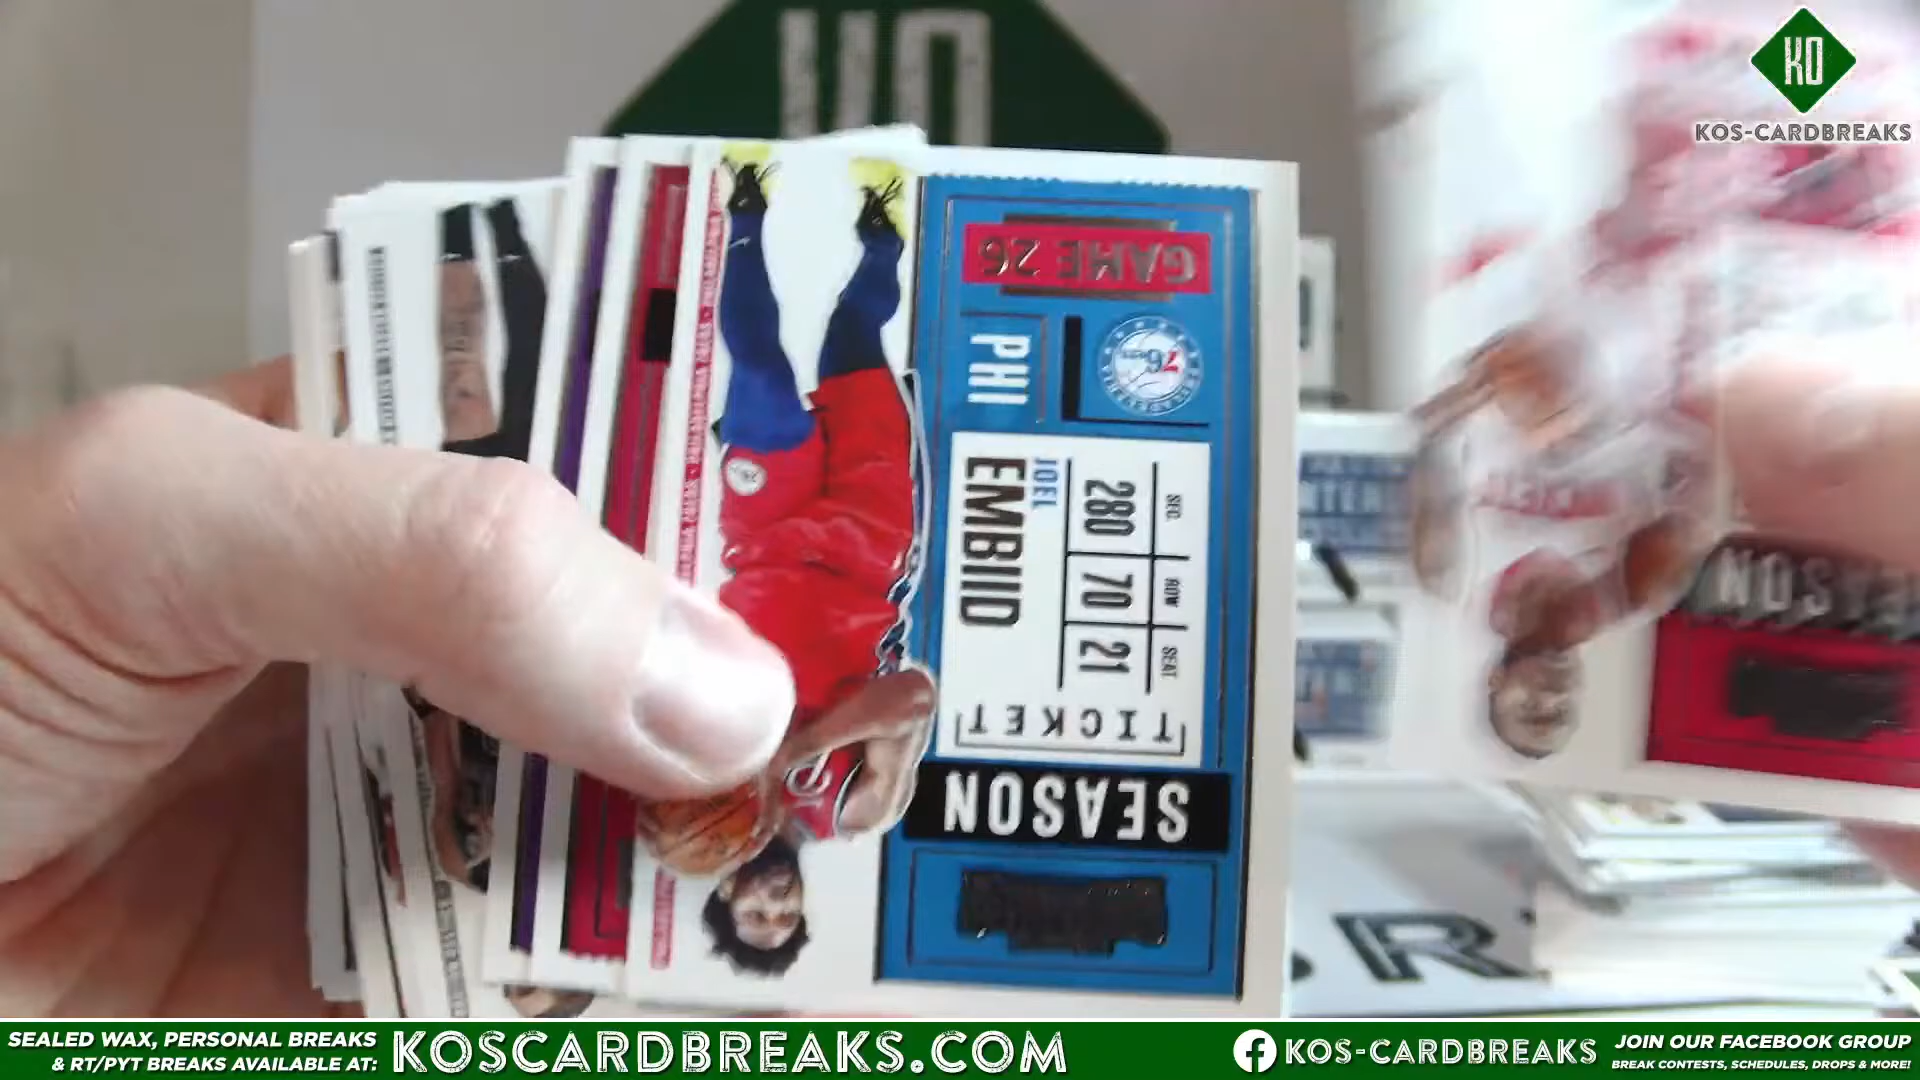 KO
KO
KOS-CARDBREAKS
GAME 26
PHI
JOEL
EMBIID
SEC. ROW SEAT
280 70 21
TICKET
SEASON
SEASON
R
SEALED WAX, PERSONAL BREAKS
& RT/PYT BREAKS AVAILABLE AT:
KOSCARDBREAKS.COM
KOS-CARDBREAKS
JOIN OUR FACEBOOK GROUP
BREAK CONTESTS, SCHEDULES, DROPS & MORE!